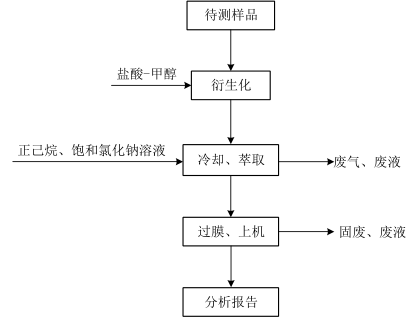 待测样品
盐酸-甲醇
衍生化
正己烷、饱和氯化钠溶液
冷却、萃取
废气、废液
过膜、上机
固废、废液
分析报告